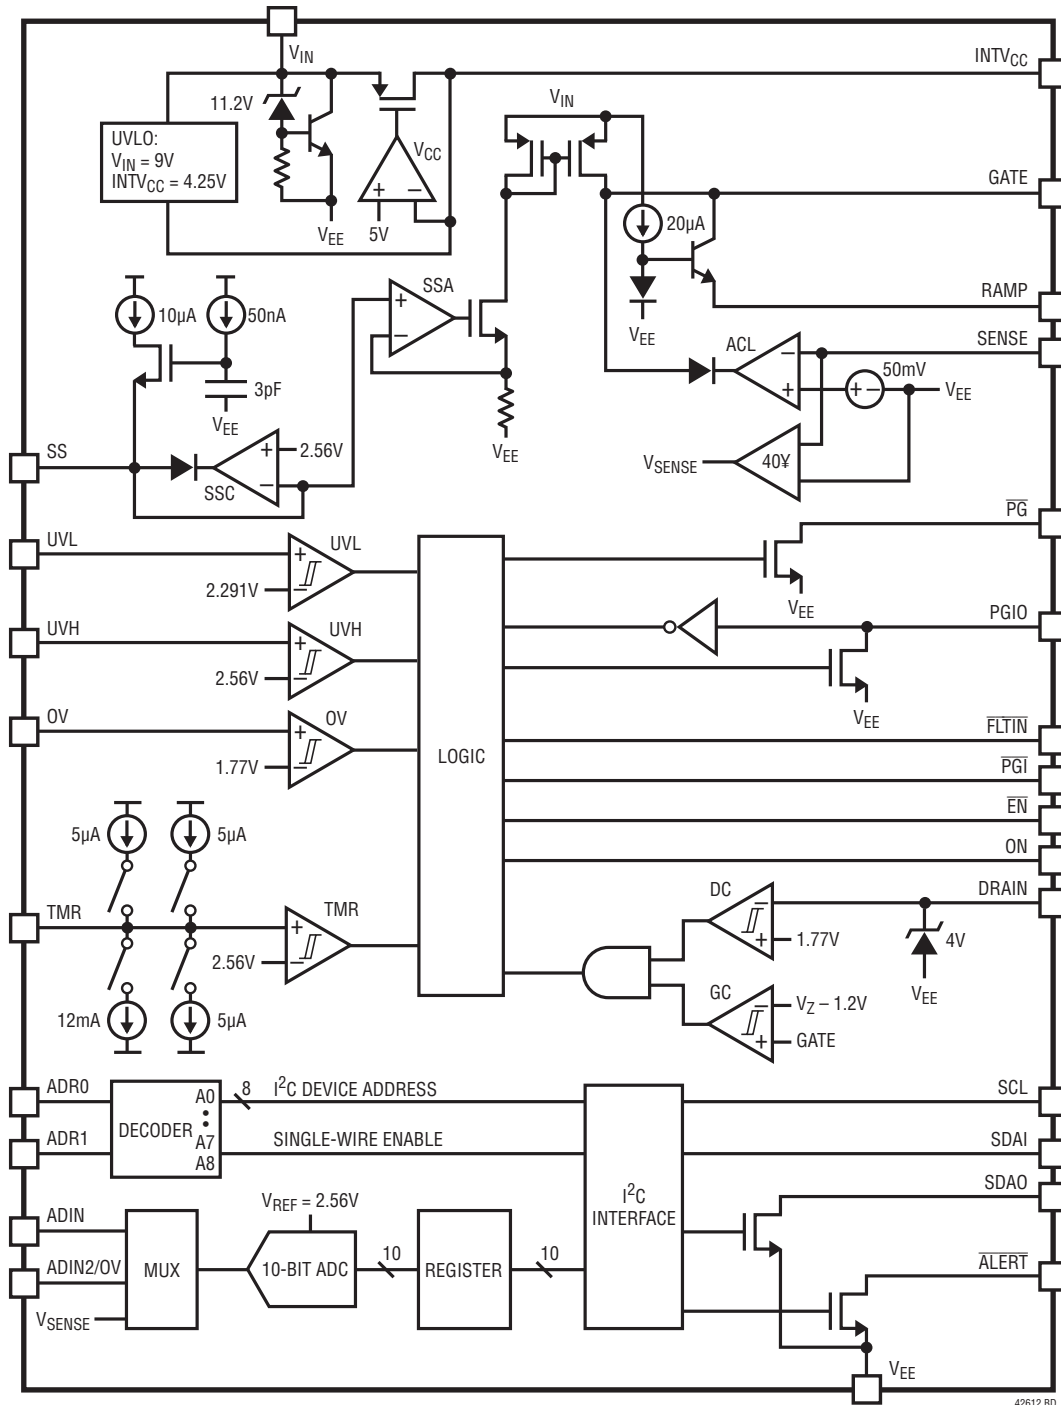 V_IN
INTV_CC
11.2V
V_IN
UVLO:
V_IN = 9V
INTV_CC = 4.25V
V_CC
+
−
GATE
V_EE
5V
20µA
SSA
+
−
RAMP
10µA
50nA
V_EE
SENSE
ACL
−
+
50mV
+ −
V_EE
3pF
V_EE
V_EE
SS
+
2.56V
−
SSC
V_SENSE
40¥
PG
UVL
UVL
+
−
2.291V
V_EE
PGIO
UVH
UVH
+
−
2.56V
V_EE
OV
OV
+
−
1.77V
LOGIC
FLTIN
PGI
EN
ON
5µA
5µA
DC
−
+
1.77V
DRAIN
4V
V_EE
TMR
TMR
+
−
2.56V
GC
−
+
V_Z – 1.2V
GATE
12mA
5µA
ADR0
A0
8
I²C DEVICE ADDRESS
SCL
DECODER
ADR1
A7
A8
SINGLE-WIRE ENABLE
SDAI
I²C
INTERFACE
SDAO
V_REF = 2.56V
ADIN
MUX
10-BIT ADC
10
REGISTER
10
ADIN2/OV
ALERT
V_SENSE
V_EE
42612 BD